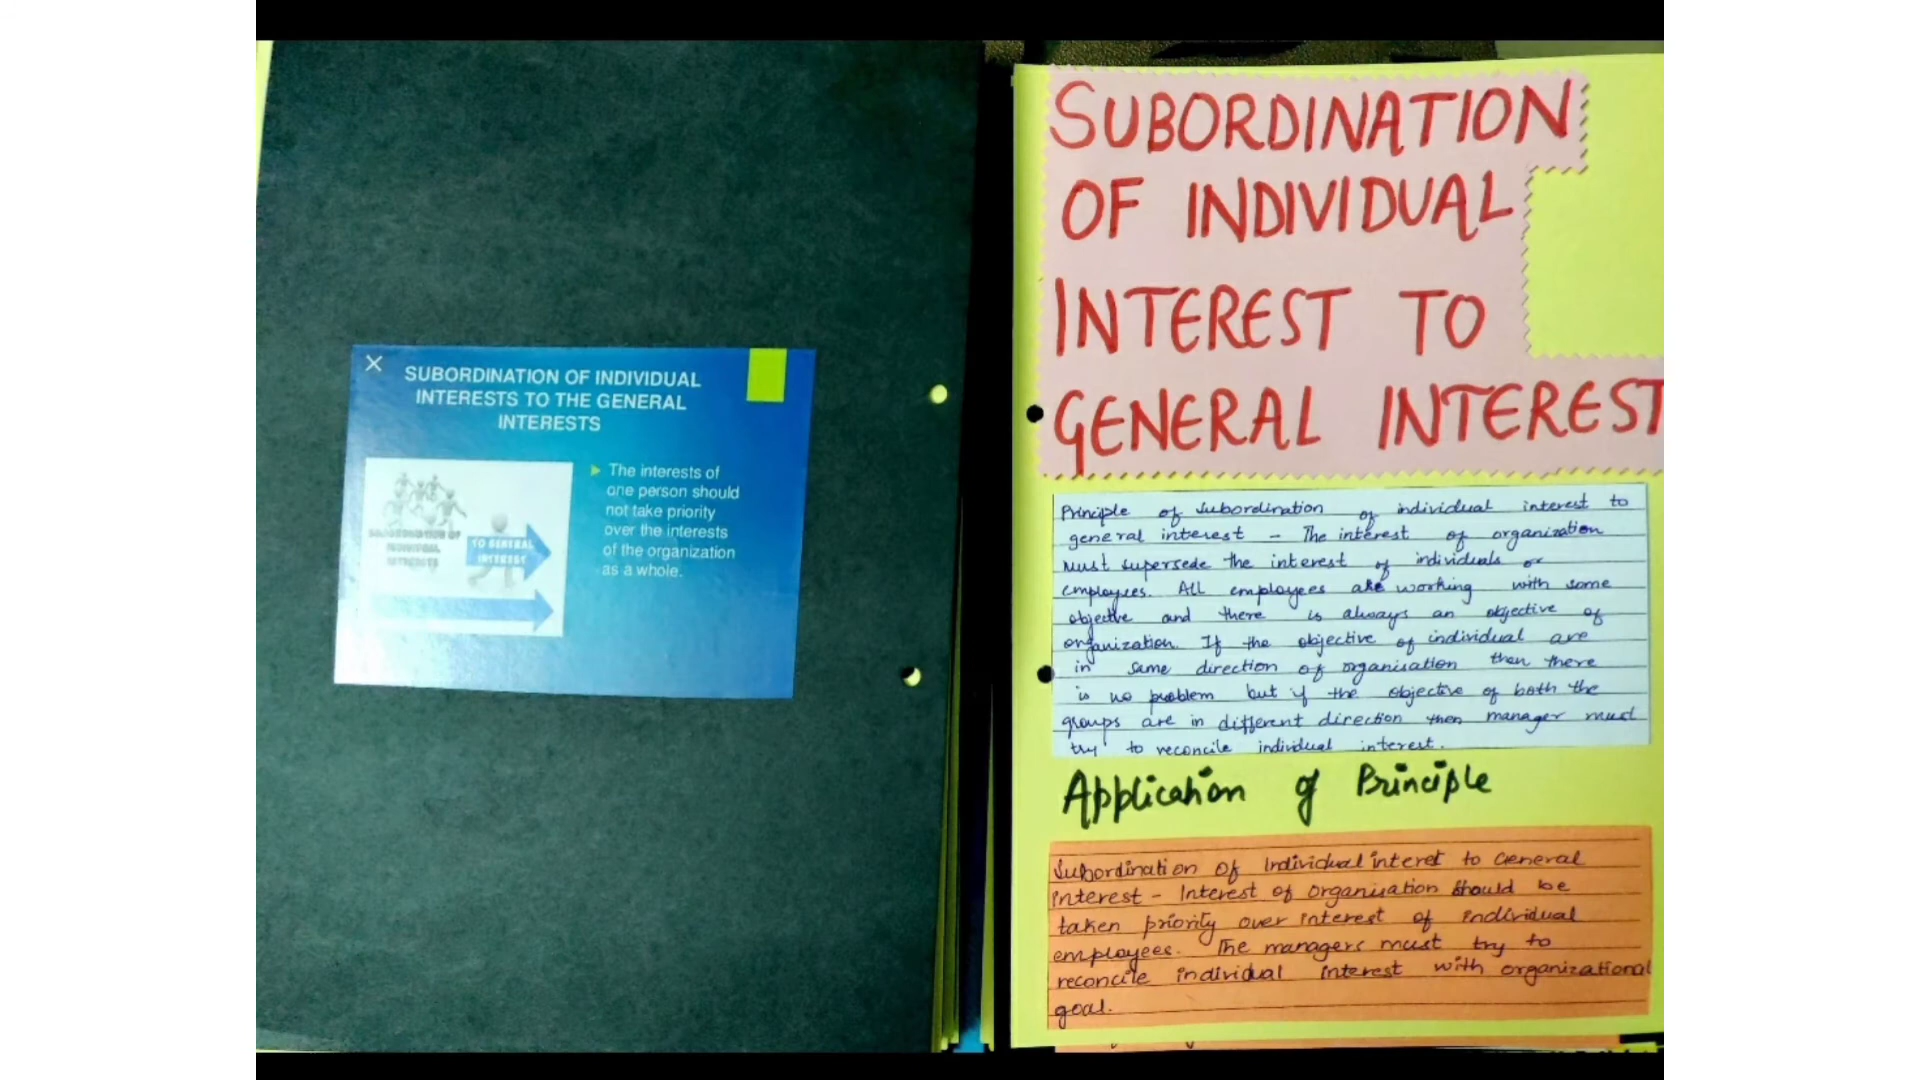 SUBORDINATION OF INDIVIDUAL
INTERESTS TO THE GENERAL
INTERESTS
The interests of
one person should
not take priority
over the interests
of the organization
as a whole.
SUBORDINATION OF
INDIVIDUAL
INTERESTS
TO GENERAL
INTEREST
SUBORDINATION
OF INDIVIDUAL
INTEREST TO
GENERAL INTEREST
Principle of subordination of individual interest to
general interest - The interest of organization
must supersede the interest of individuals or
employees. All employees are working with some
objective and there is always an objective of
organization. If the objective of individual are
in same direction of organisation then there
is no problem but if the objective of both the
groups are in different direction then manager must
try to reconcile individual interest.
Application of Principle
Subordination of Individual interet to General
interest - Interest of organisation should be
taken priority over interest of individual
employees. The managers must try to
reconcile individual interest with organizational
goal.